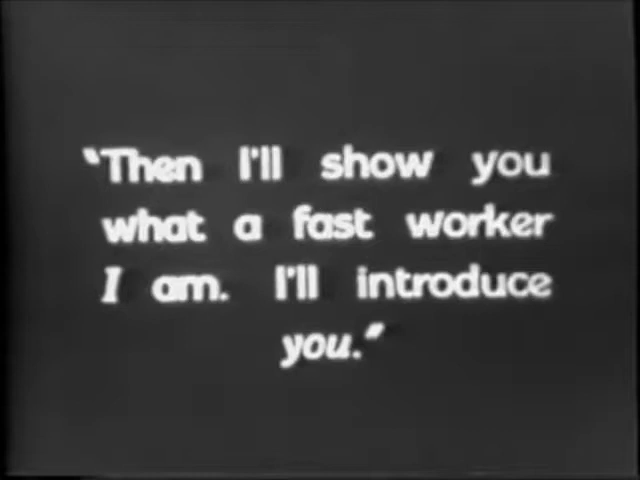 "Then I'll show you
what a fast worker
I am. I'll introduce
you."